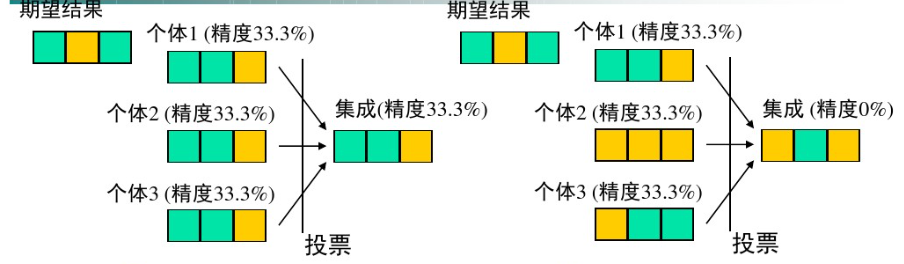 期望结果
个体1 (精度33.3%)
个体2 (精度33.3%)
集成(精度33.3%)
个体3 (精度33.3%)
投票
期望结果
个体1 (精度33.3%)
个体2 (精度33.3%)
集成 (精度0%)
个体3 (精度33.3%)
投票